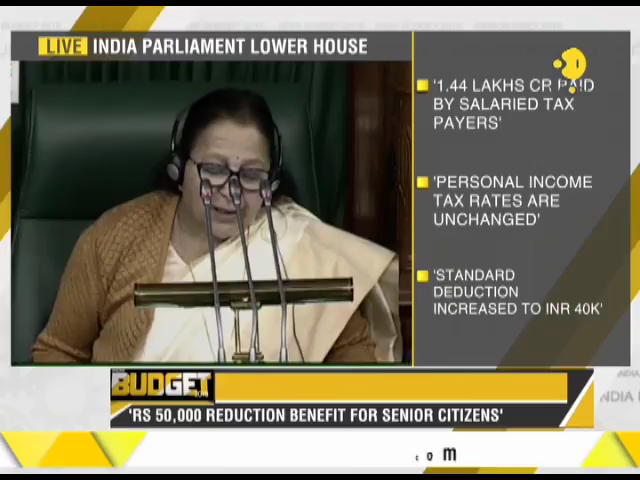 LIVE INDIA PARLIAMENT LOWER HOUSE
'1.44 LAKHS CR PAID
BY SALARIED TAX
PAYERS'
'PERSONAL INCOME
TAX RATES ARE
UNCHANGED'
'STANDARD
DEDUCTION
INCREASED TO INR 40K'
BUDGET
'RS 50,000 REDUCTION BENEFIT FOR SENIOR CITIZENS'
com